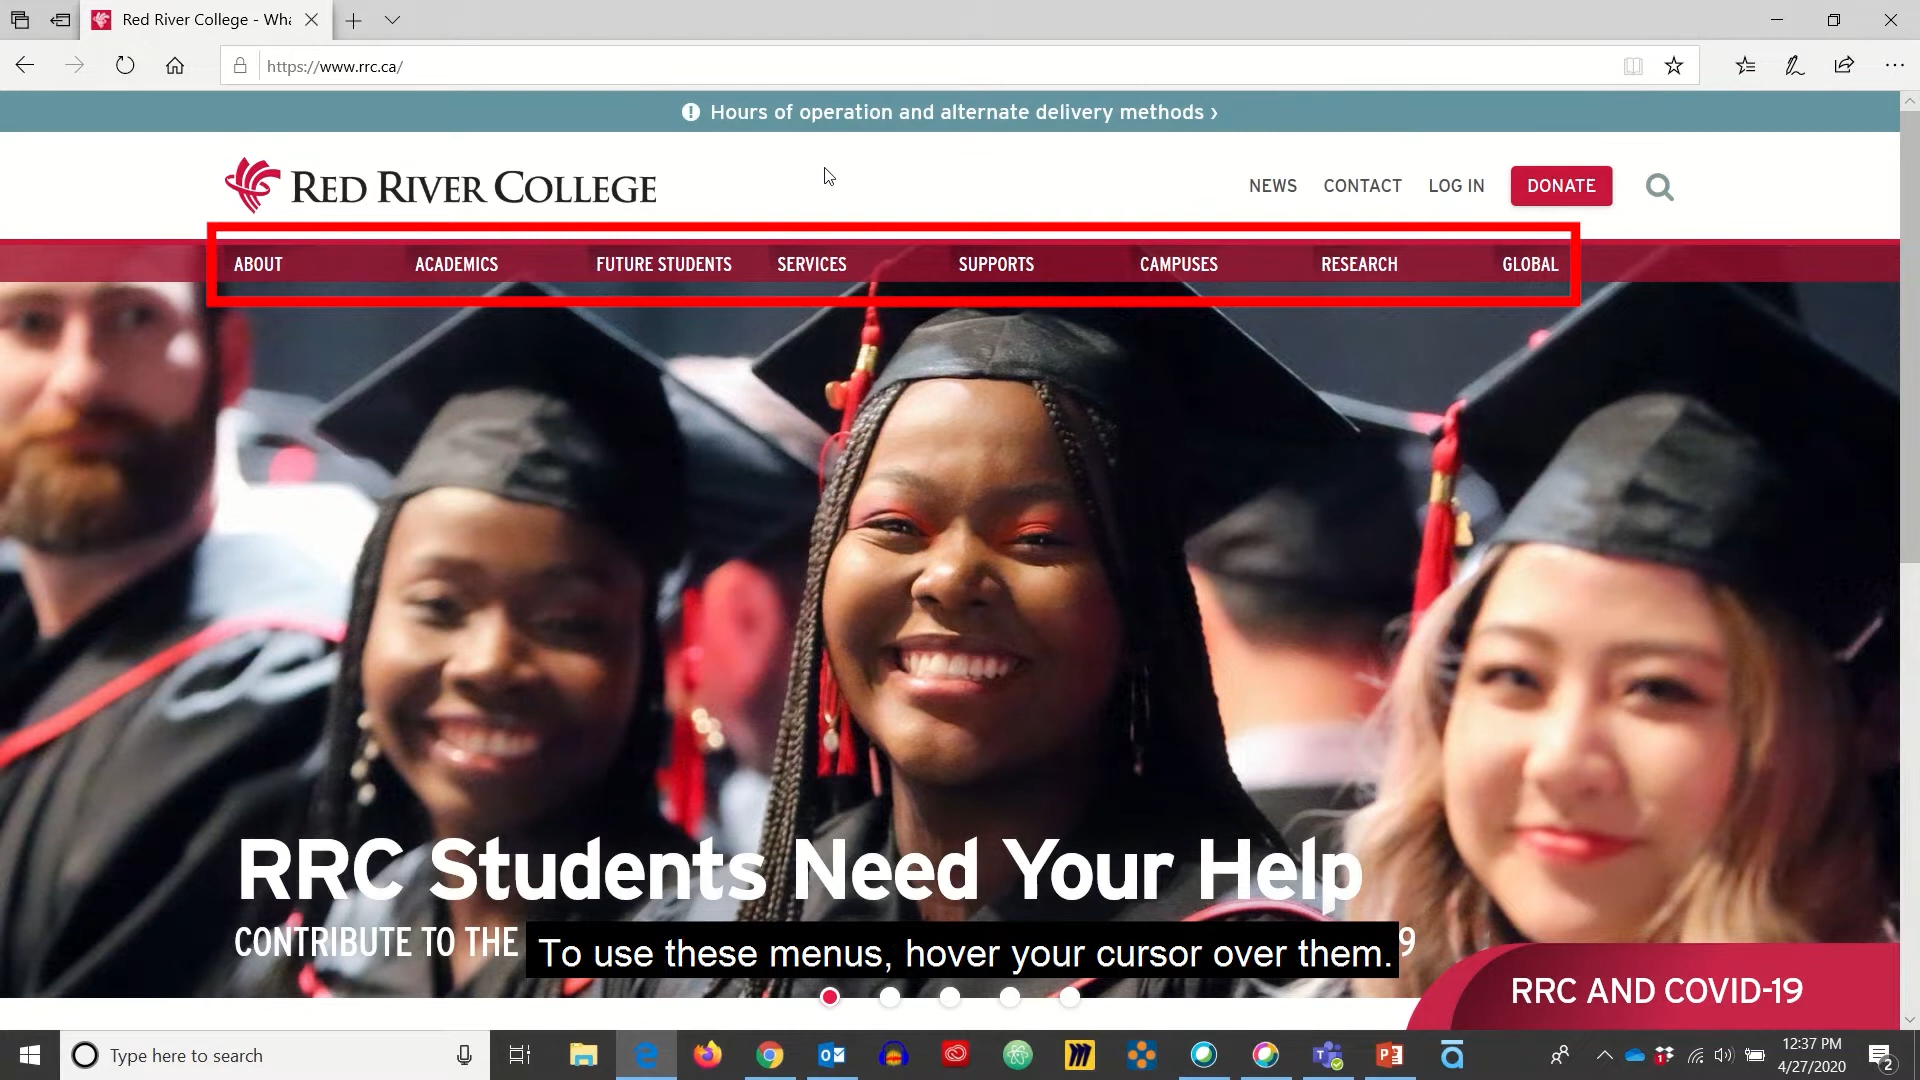 Red River College - Wha
https://www.rrc.ca/
Hours of operation and alternate delivery methods ›
RED RIVER COLLEGE
NEWS CONTACT LOG IN DONATE
ABOUT ACADEMICS FUTURE STUDENTS SERVICES SUPPORTS CAMPUSES RESEARCH GLOBAL
RRC Students Need Your Help
CONTRIBUTE TO THE 9
To use these menus, hover your cursor over them.
RRC AND COVID-19
Type here to search
12:37 PM
4/27/2020
1
2